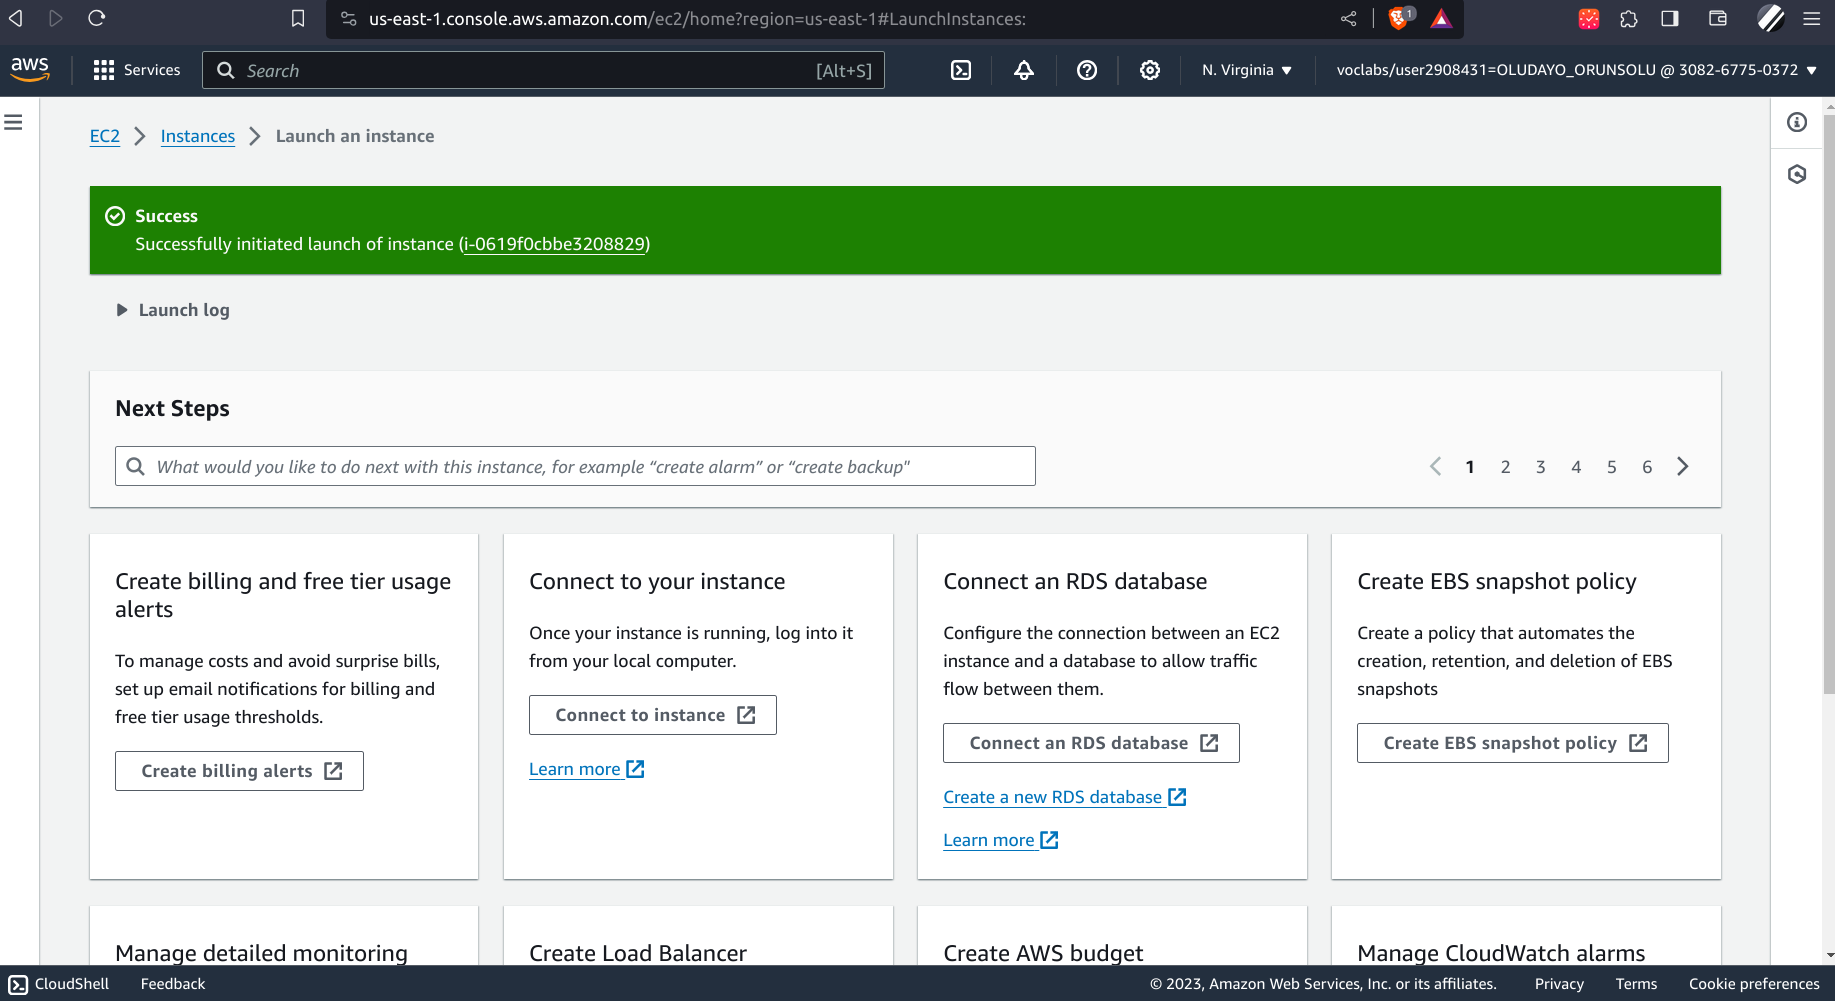 us-east-1.console.aws.amazon.com/ec2/home?region=us-east-1#LaunchInstances:
1
aws
Services
Search
[Alt+S]
N. Virginia
voclabs/user2908431=OLUDAYO_ORUNSOLU @ 3082-6775-0372
EC2
Instances
Launch an instance
Success
Successfully initiated launch of instance (i-0619f0cbbe3208829)
Launch log
Next Steps
What would you like to do next with this instance, for example “create alarm” or “create backup"
1 2 3 4 5 6
Create billing and free tier usage
alerts
To manage costs and avoid surprise bills,
set up email notifications for billing and
free tier usage thresholds.
Create billing alerts
Connect to your instance
Once your instance is running, log into it
from your local computer.
Connect to instance
Learn more
Connect an RDS database
Configure the connection between an EC2
instance and a database to allow traffic
flow between them.
Connect an RDS database
Create a new RDS database
Learn more
Create EBS snapshot policy
Create a policy that automates the
creation, retention, and deletion of EBS
snapshots
Create EBS snapshot policy
Manage detailed monitoring
Create Load Balancer
Create AWS budget
Manage CloudWatch alarms
CloudShell
Feedback
© 2023, Amazon Web Services, Inc. or its affiliates.
Privacy
Terms
Cookie preferences